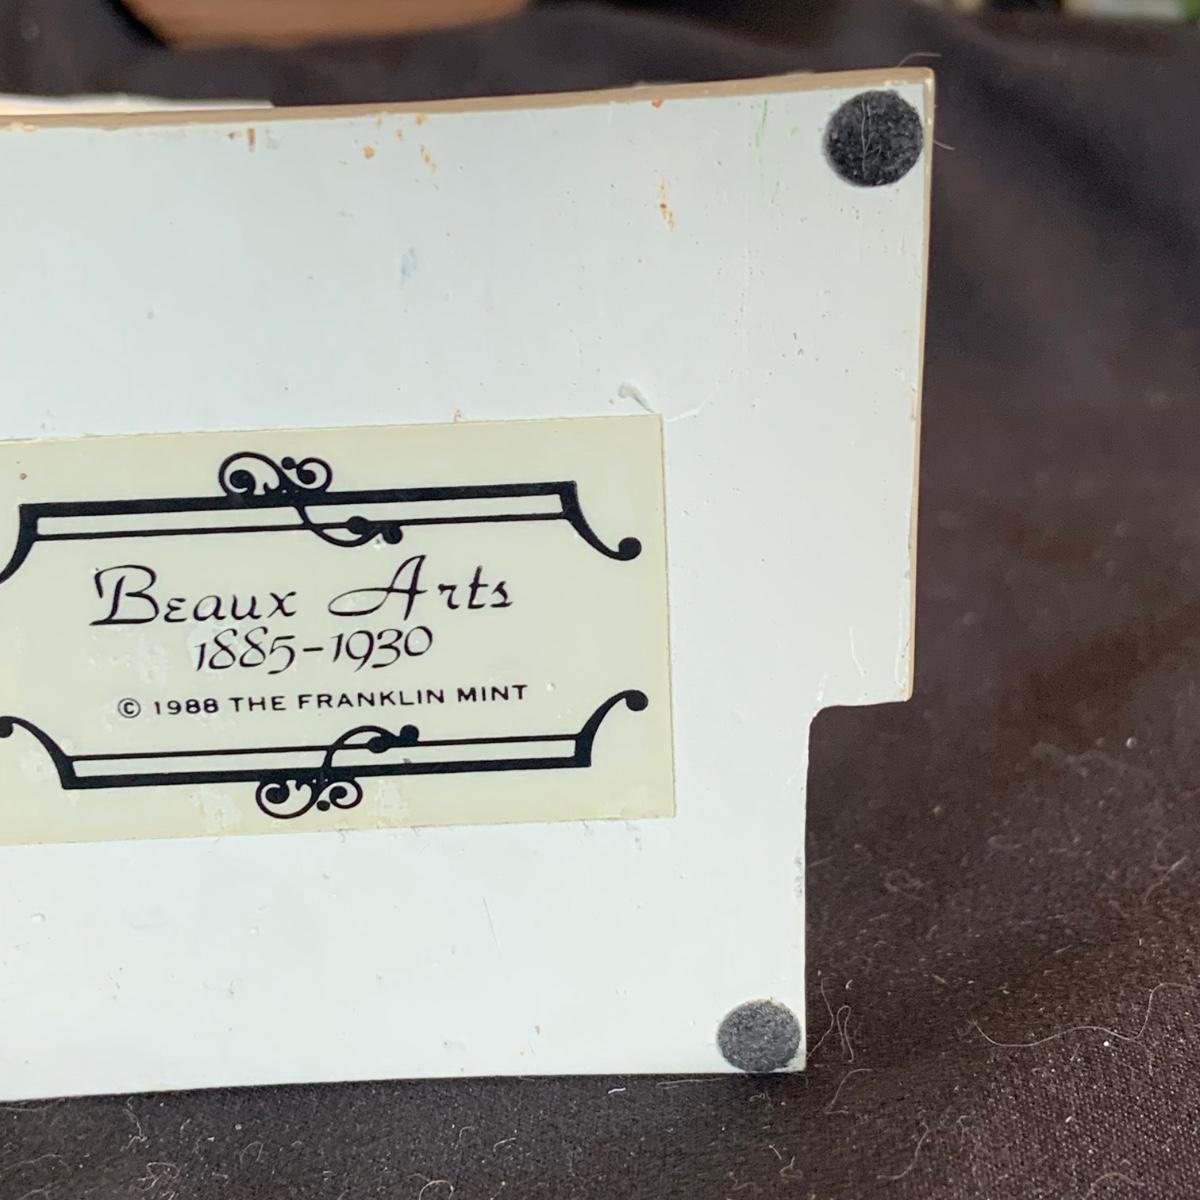 Beaux Arts
1885-1930
© 1988 THE FRANKLIN MINT